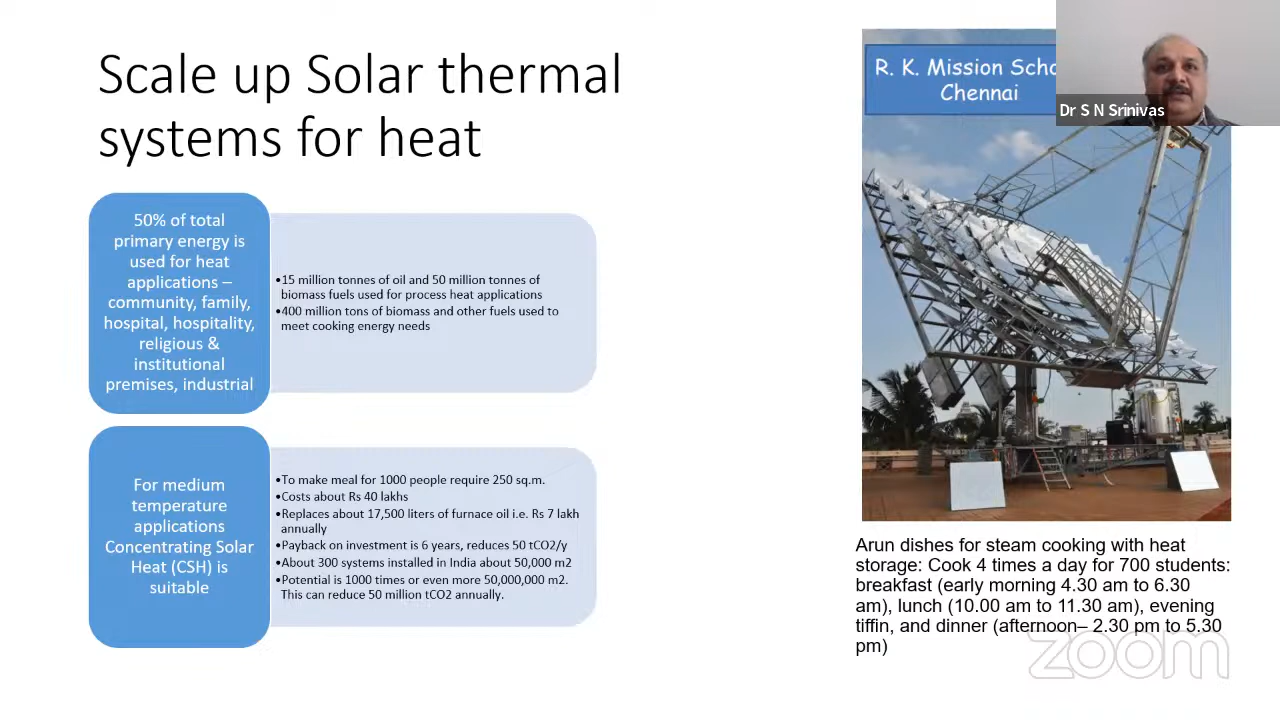 Scale up Solar thermal
systems for heat
50% of total
primary energy is
used for heat
applications –
community, family,
hospital, hospitality,
religious &
institutional
premises, industrial
•15 million tonnes of oil and 50 million tonnes of
biomass fuels used for process heat applications
•400 million tons of biomass and other fuels used to
meet cooking energy needs
For medium
temperature
applications
Concentrating Solar
Heat (CSH) is
suitable
•To make meal for 1000 people require 250 sq.m.
•Costs about Rs 40 lakhs
•Replaces about 17,500 liters of furnace oil i.e. Rs 7 lakh
annually
•Payback on investment is 6 years, reduces 50 tCO2/y
•About 300 systems installed in India about 50,000 m2
•Potential is 1000 times or even more 50,000,000 m2.
This can reduce 50 million tCO2 annually.
R. K. Mission
Chennai
Dr S N Srinivas
Arun dishes for steam cooking with heat
storage: Cook 4 times a day for 700 students:
breakfast (early morning 4.30 am to 6.30
am), lunch (10.00 am to 11.30 am), evening
tiffin, and dinner (afternoon– 2.30 pm to 5.30
pm)
zoom